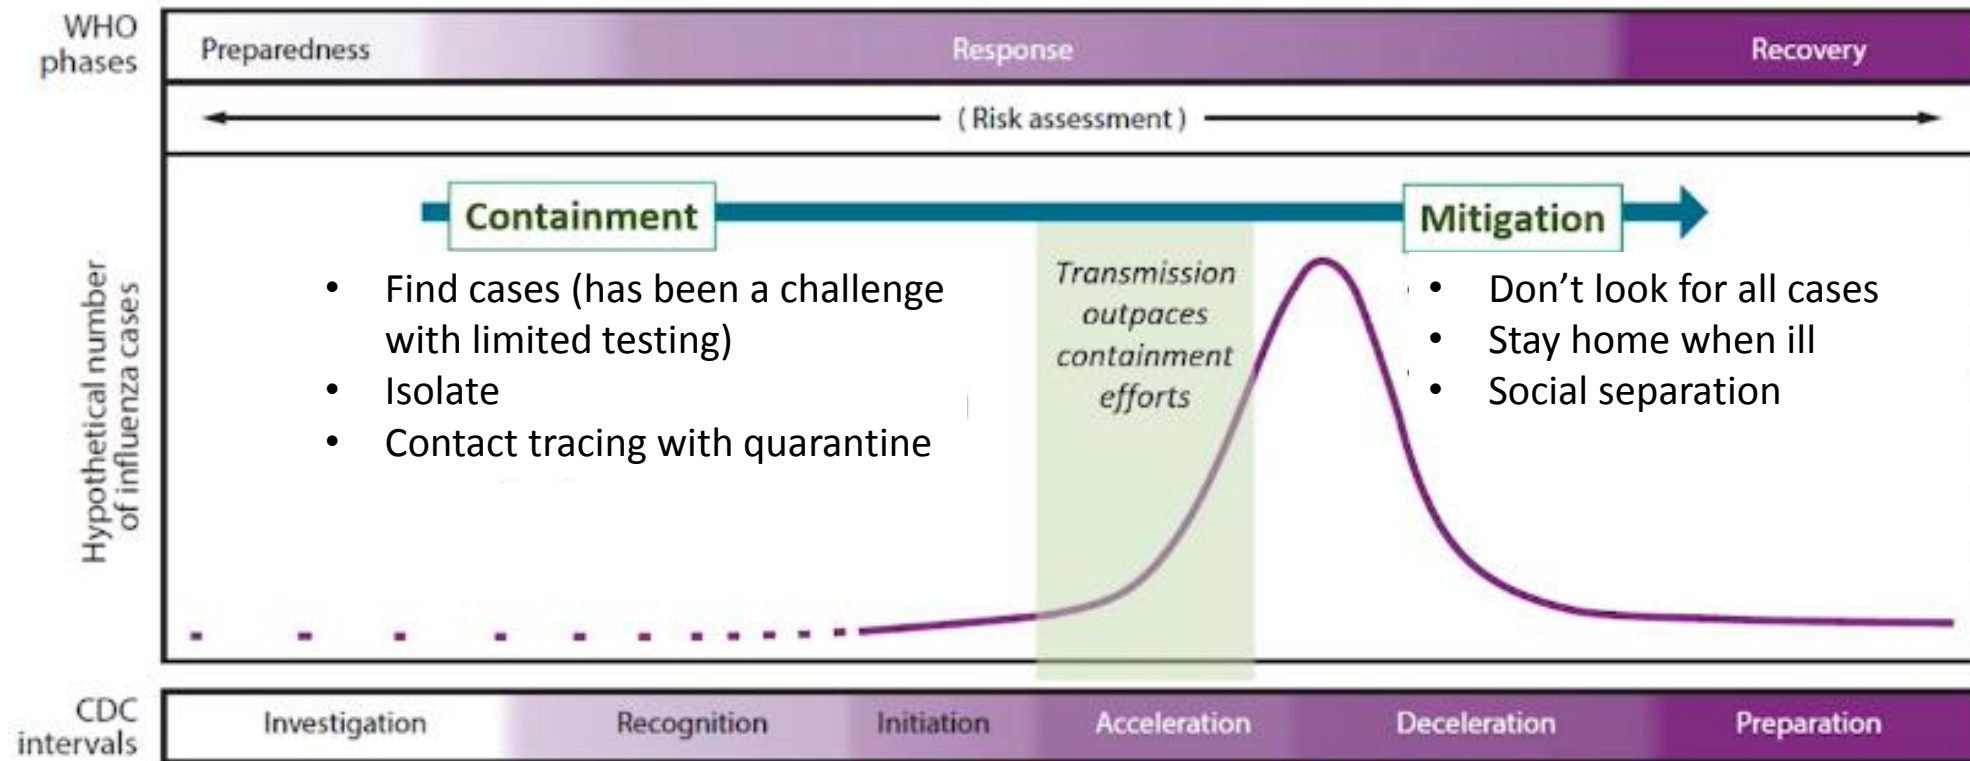 WHO
phases
Preparedness
Response
Recovery
( Risk assessment )
Containment
Mitigation
Hypothetical number
of influenza cases
• Find cases (has been a challenge
with limited testing)
• Isolate
• Contact tracing with quarantine
Transmission
outpaces
containment
efforts
• Don’t look for all cases
• Stay home when ill
• Social separation
CDC
intervals
Investigation
Recognition
Initiation
Acceleration
Deceleration
Preparation